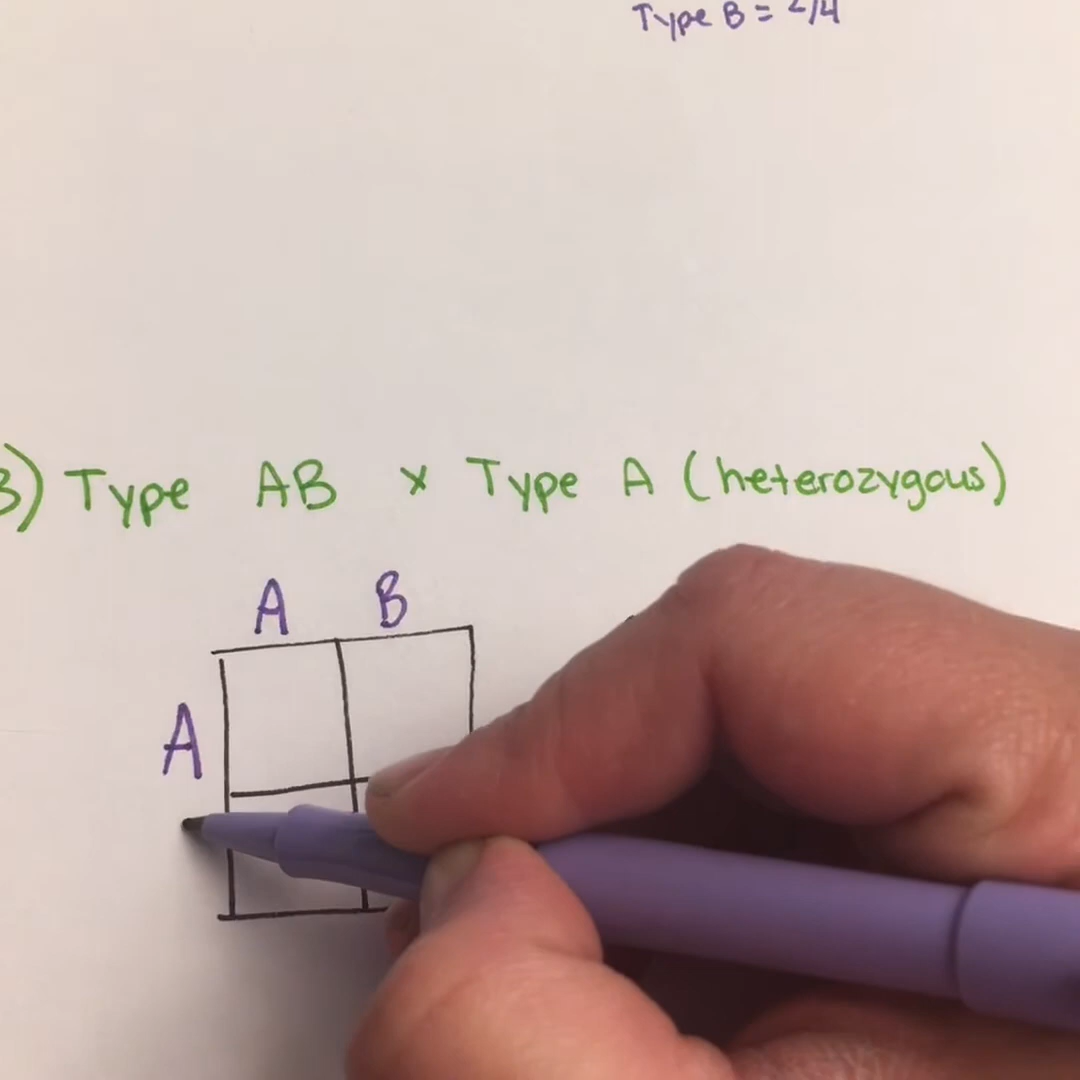 Type B = 2/4
3) Type AB x Type A (heterozygous)
A B
A